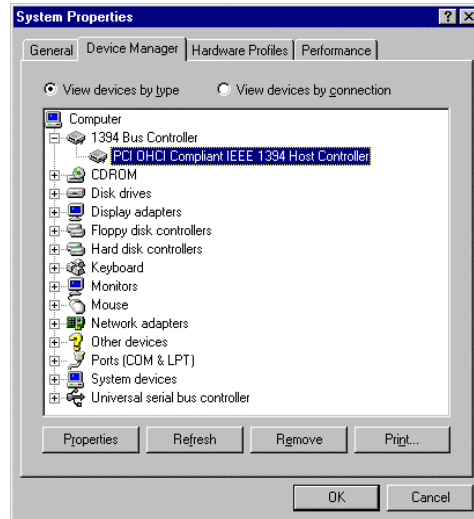 System Properties
General Device Manager Hardware Profiles Performance
View devices by type View devices by connection
Computer
1394 Bus Controller
PCI OHCI Compliant IEEE 1394 Host Controller
CDROM
Disk drives
Display adapters
Floppy disk controllers
Hard disk controllers
Keyboard
Monitors
Mouse
Network adapters
Other devices
Ports (COM & LPT)
System devices
Universal serial bus controller
Properties Refresh Remove Print...
OK Cancel